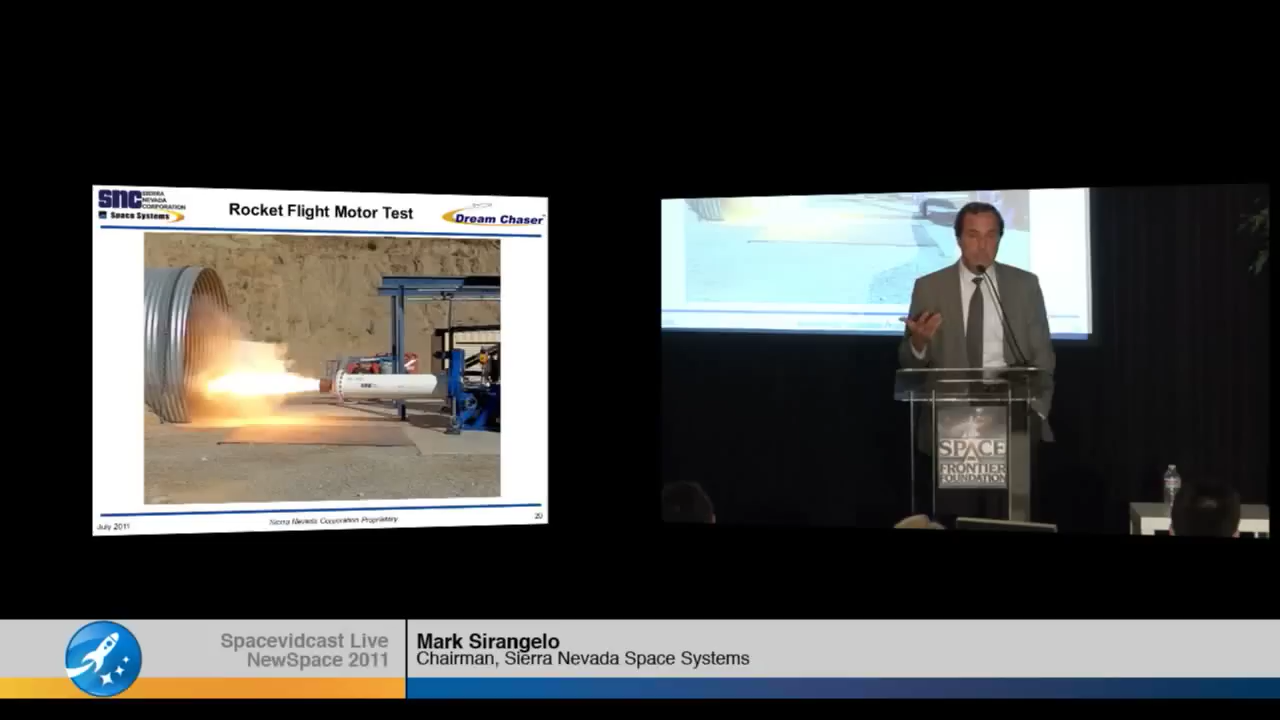 SNC SIERRA
NEVADA
CORPORATION
Space Systems
Rocket Flight Motor Test
Dream Chaser
July 2011
Sierra Nevada Corporation Proprietary
20
SPACE
FRONTIER
FOUNDATION
Spacevidcast Live
NewSpace 2011
Mark Sirangelo
Chairman, Sierra Nevada Space Systems